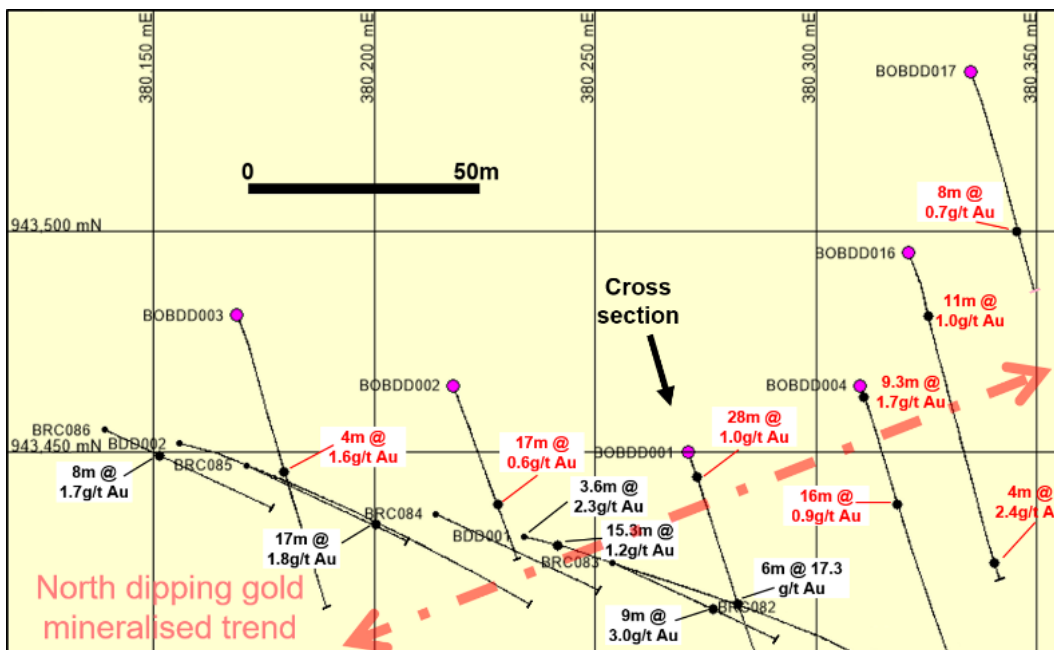 380,150 mE
380,200 mE
380,250 mE
380,300 mE
380,350 mE
BOBDD017
0
50m
8m @
0.7g/t Au
943,500 mN
BOBDD016
Cross
section
BOBDD003
11m @
1.0g/t Au
BOBDD002
BOBDD004
9.3m @
1.7g/t Au
28m @
1.0g/t Au
BRC086
BDD002
943,450 mN
BOBDD001
4m @
1.6g/t Au
17m @
0.6g/t Au
BRC085
8m @
1.7g/t Au
3.6m @
2.3g/t Au
16m @
0.9g/t Au
4m @
2.4g/t
BRC084
17m @
1.8g/t Au
BDD001
15.3m @
1.2g/t Au
BRC083
6m @ 17.3
g/t Au
BRC082
9m @
3.0g/t Au
North dipping gold
mineralised trend